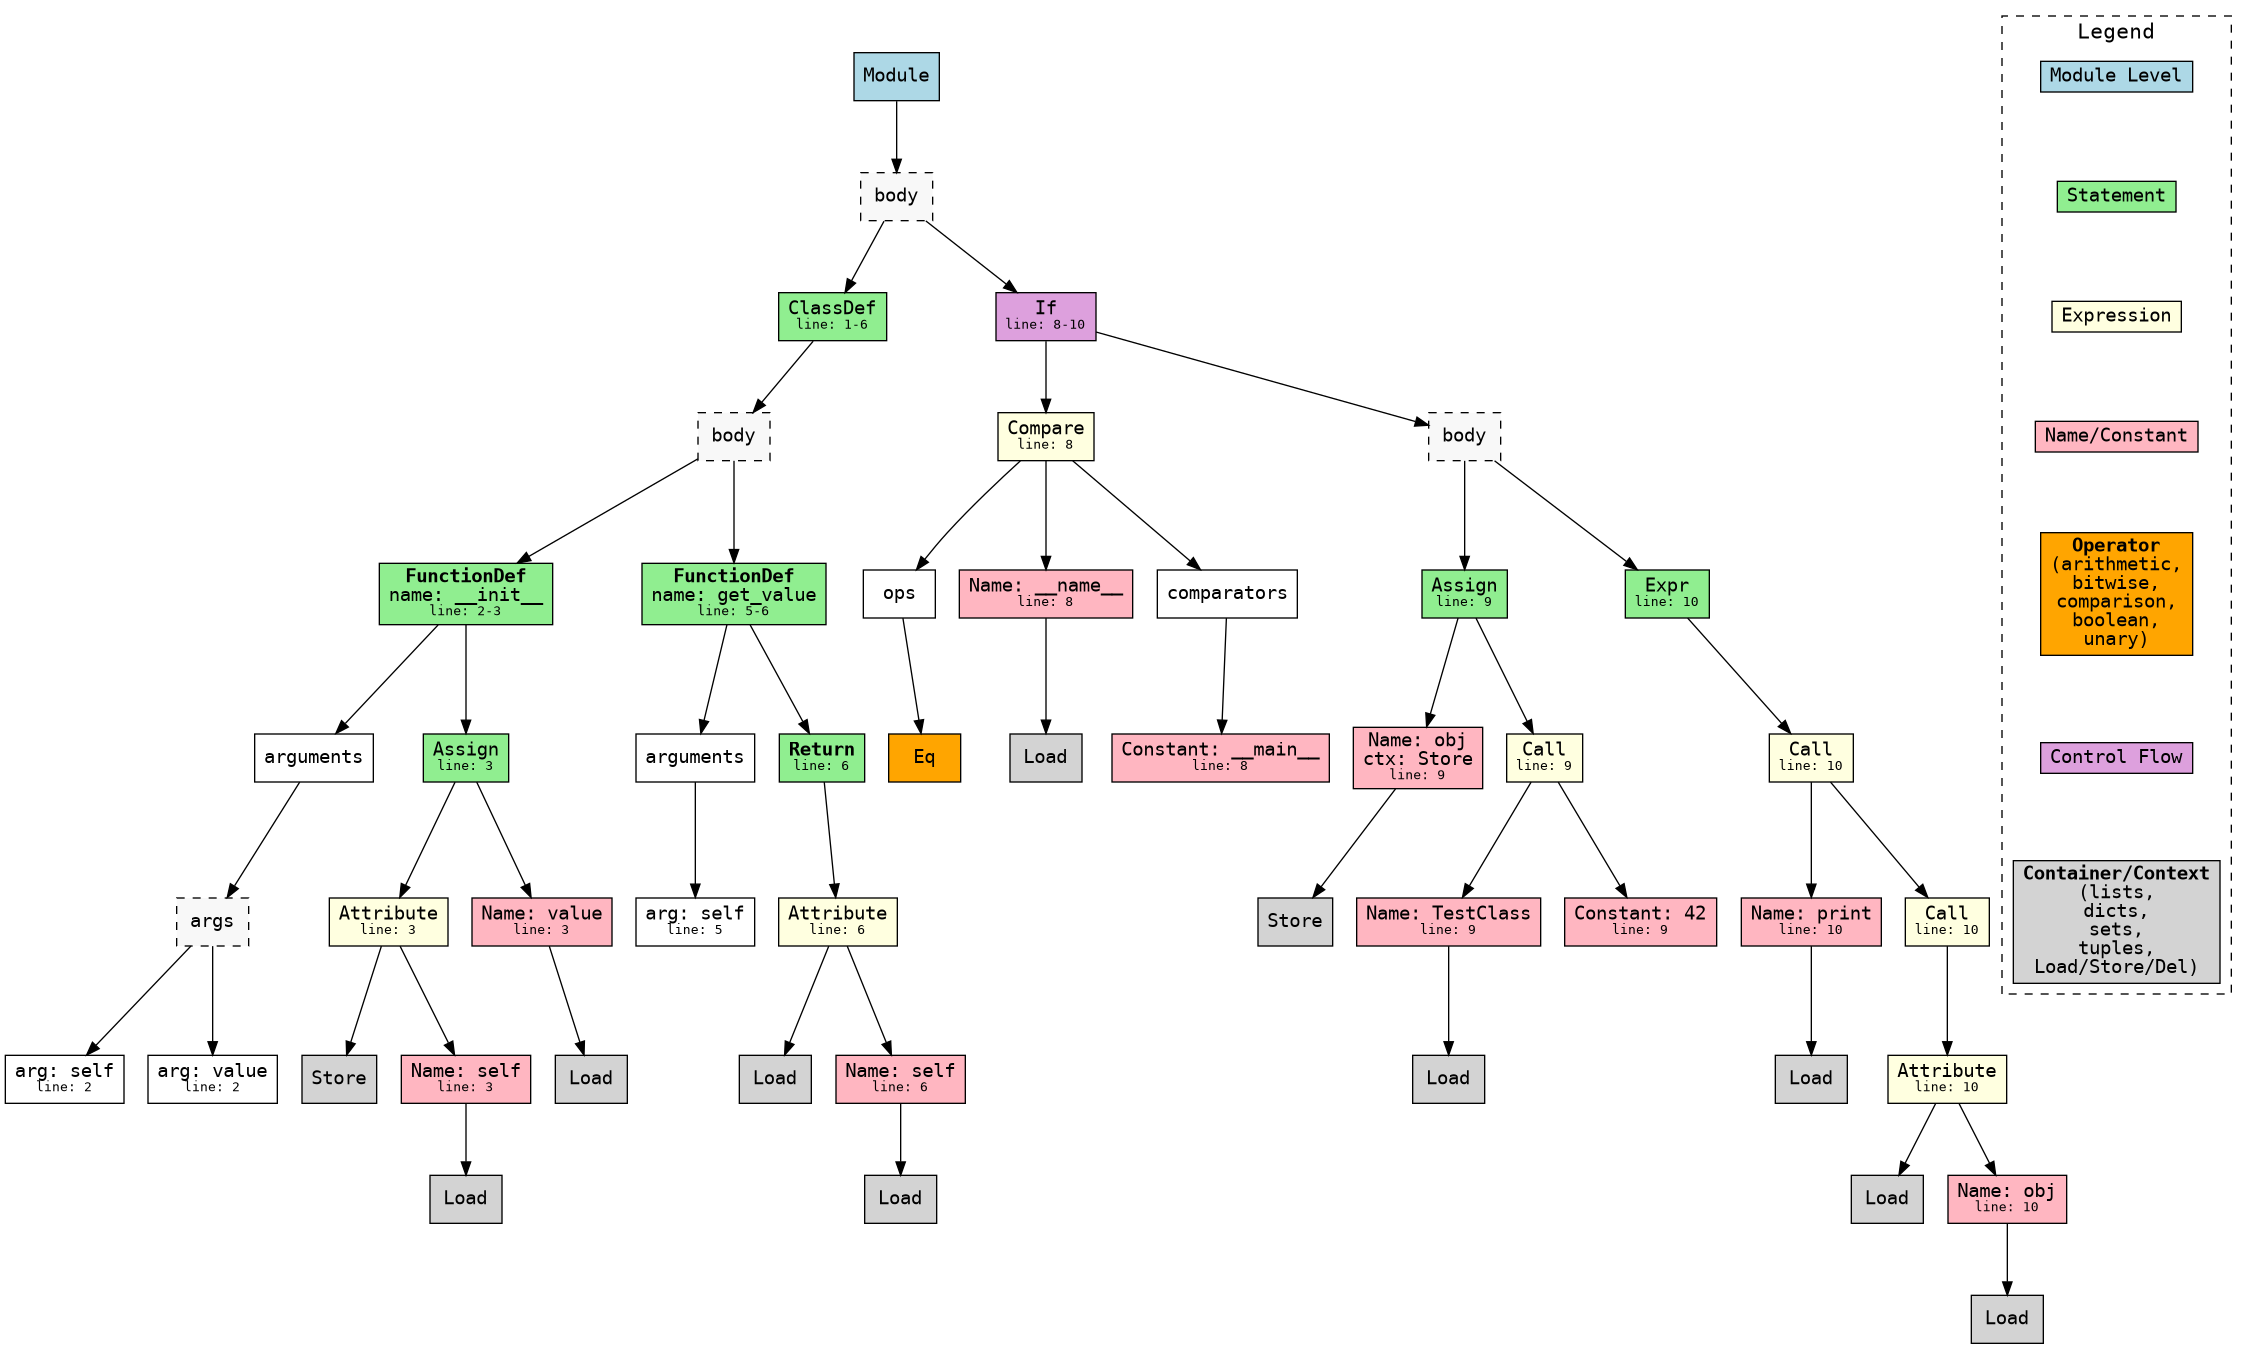 Legend
Module
Module Level
body
Statement
ClassDef
line: 1-6
If
line: 8-10
Expression
body
Compare
line: 8
body
Name/Constant
FunctionDef
name: __init__
line: 2-3
FunctionDef
name: get_value
line: 5-6
ops
Name: __name__
line: 8
comparators
Assign
line: 9
Expr
line: 10
Operator
(arithmetic,
bitwise,
comparison,
boolean,
unary)
arguments
Assign
line: 3
arguments
Return
line: 6
Eq
Load
Constant: __main__
line: 8
Name: obj
ctx: Store
line: 9
Call
line: 9
Call
line: 10
Control Flow
args
Attribute
line: 3
Name: value
line: 3
arg: self
line: 5
Attribute
line: 6
Store
Name: TestClass
line: 9
Constant: 42
line: 9
Name: print
line: 10
Call
line: 10
Container/Context
(lists,
dicts,
sets,
tuples,
Load/Store/Del)
arg: self
line: 2
arg: value
line: 2
Store
Name: self
line: 3
Load
Load
Name: self
line: 6
Load
Load
Attribute
line: 10
Load
Load
Load
Name: obj
line: 10
Load